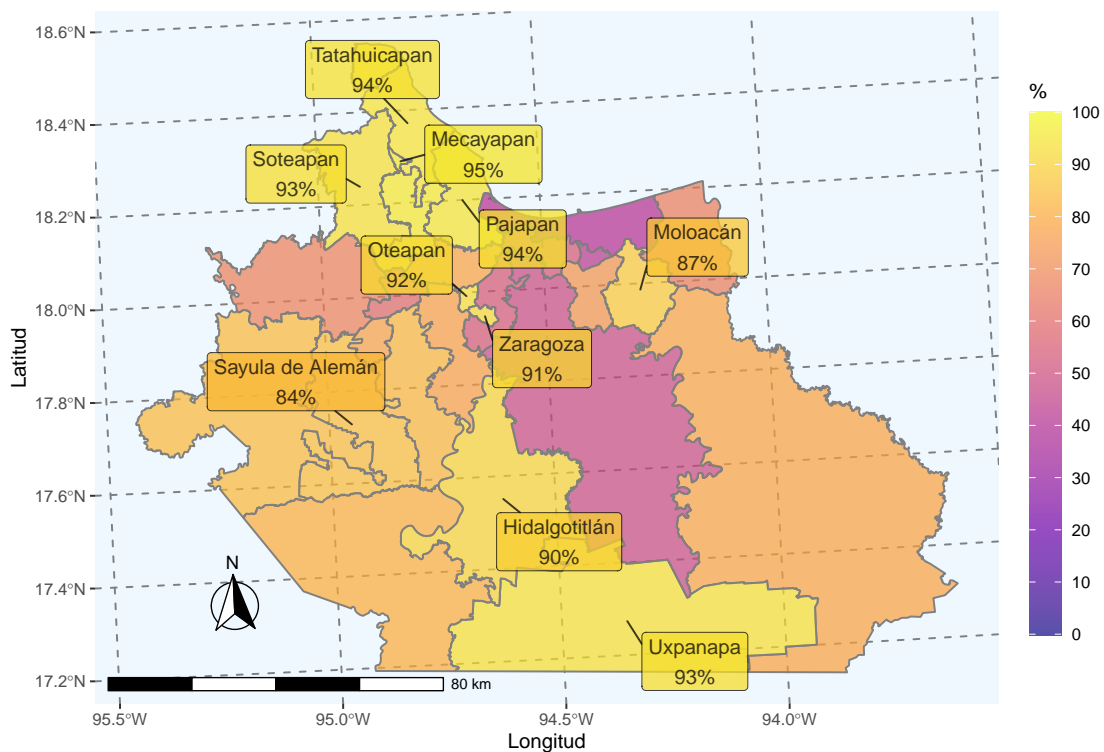 18.6°N
18.4°N
18.2°N
18.0°N
17.8°N
17.6°N
17.4°N
17.2°N
Latitud
Tatahuicapan
94%
Mecayapan
95%
Soteapan
93%
Pajapan
94%
Moloacán
87%
Oteapan
92%
Zaragoza
91%
Sayula de Alemán
84%
Hidalgotitlán
90%
Uxpanapa
93%
N
80 km
95.5°W
95.0°W
94.5°W
94.0°W
Longitud
%
100
90
80
70
60
50
40
30
20
10
0